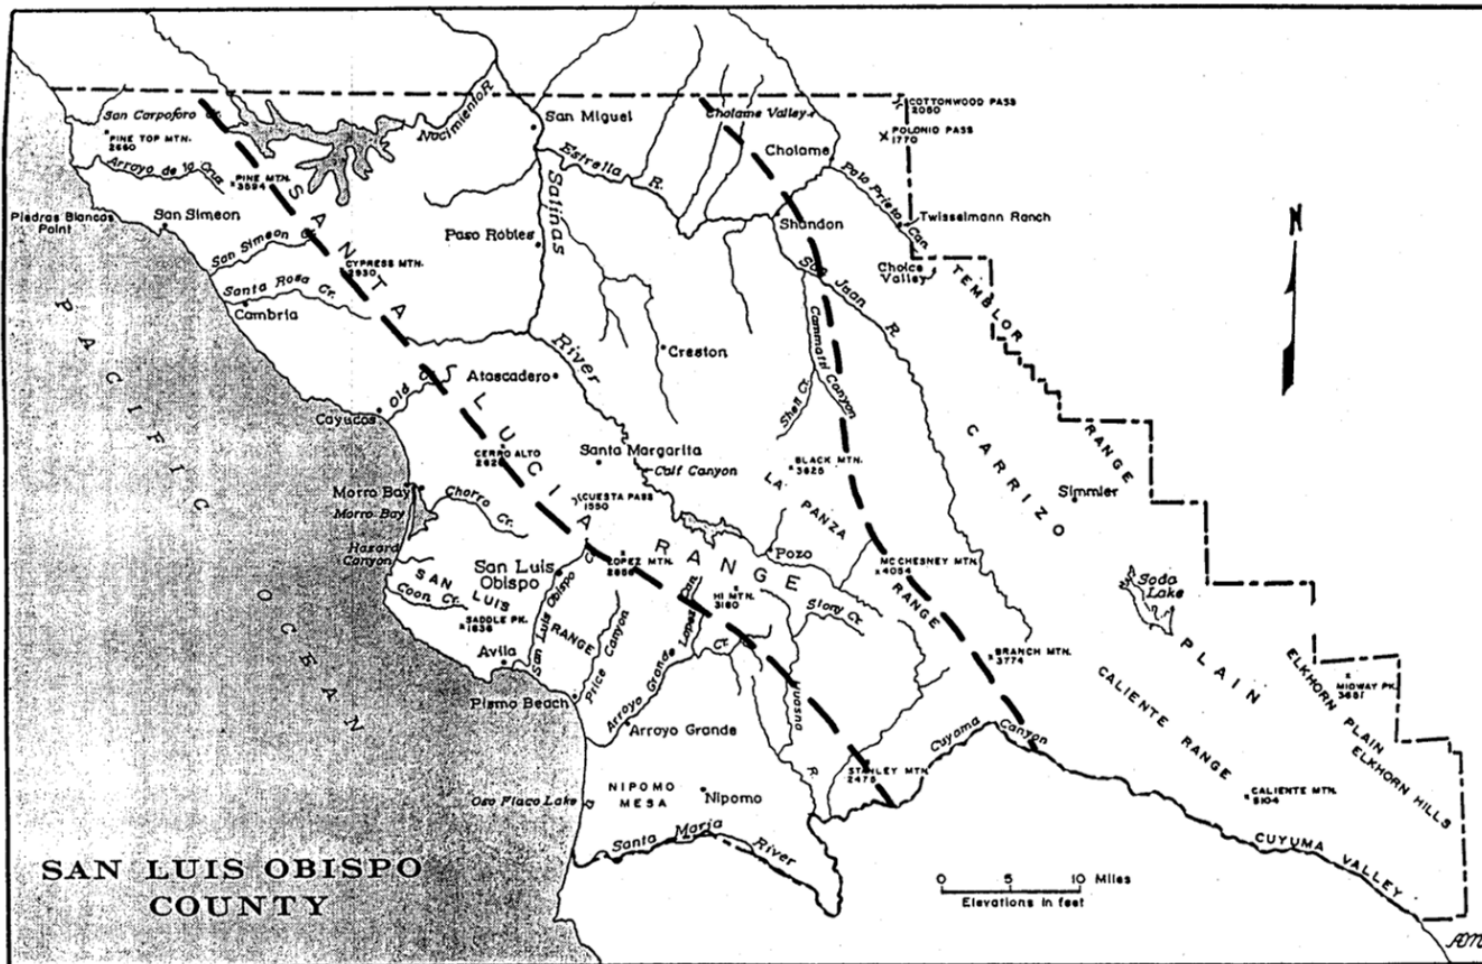 COTTONWOOD PASS
2050
San Carpoforo Cr.
Nacimiento R.
San Miguel
Cholame Valley
PINE TOP MTN.
2660
POLONIO PASS
1770
Cholame
Estrella R.
Arroyo de la Cruz
PINE MTN.
3594
Palo Prieto Can.
Piedras Blancas
Point
San Simeon
Salinas
Shandon
Twisselmann Ranch
San Simeon Cr.
Paso Robles
N
CYPRESS MTN.
2930
San Juan R.
Choice
Valley
Santa Rosa Cr.
Cambria
TEMBLOR RANGE
SANTA LUCIA RANGE
PACIFIC OCEAN
River
Creston
Cammatti Canyon
Shell Cr.
Atascadero
Old Cr.
Cayucos
CERRO ALTO
2620
Santa Margarita
Calf Canyon
BLACK MTN.
3625
CARRIZO PLAIN
LA PANZA RANGE
Simmler
Morro Bay
Morro Bay
Chorro Cr.
CUESTA PASS
1550
Hazard
Canyon
San Luis
Obispo
LOPEZ MTN.
Pozo
MC CHESNEY MTN.
4054
Soda
Lake
SAN LUIS RANGE
Coon Cr.
HI MTN.
3180
Lopez Can.
Stony Cr.
SADDLE PK.
1636
San Luis Obispo Cr.
Price Canyon
Avila
Arroyo Grande Cr.
BRANCH MTN.
3774
Pismo Beach
Huasna R.
CALIENTE RANGE
ELKHORN PLAIN
MIDWAY PK.
ELKHORN HILLS
Arroyo Grande
Cuyama Canyon
STANLEY MTN.
2475
NIPOMO
MESA
Nipomo
Oso Flaco Lake
CALIENTE MTN.
5104
Santa Maria River
CUYUMA VALLEY
SAN LUIS OBISPO
COUNTY
0 5 10 Miles
Elevations in feet